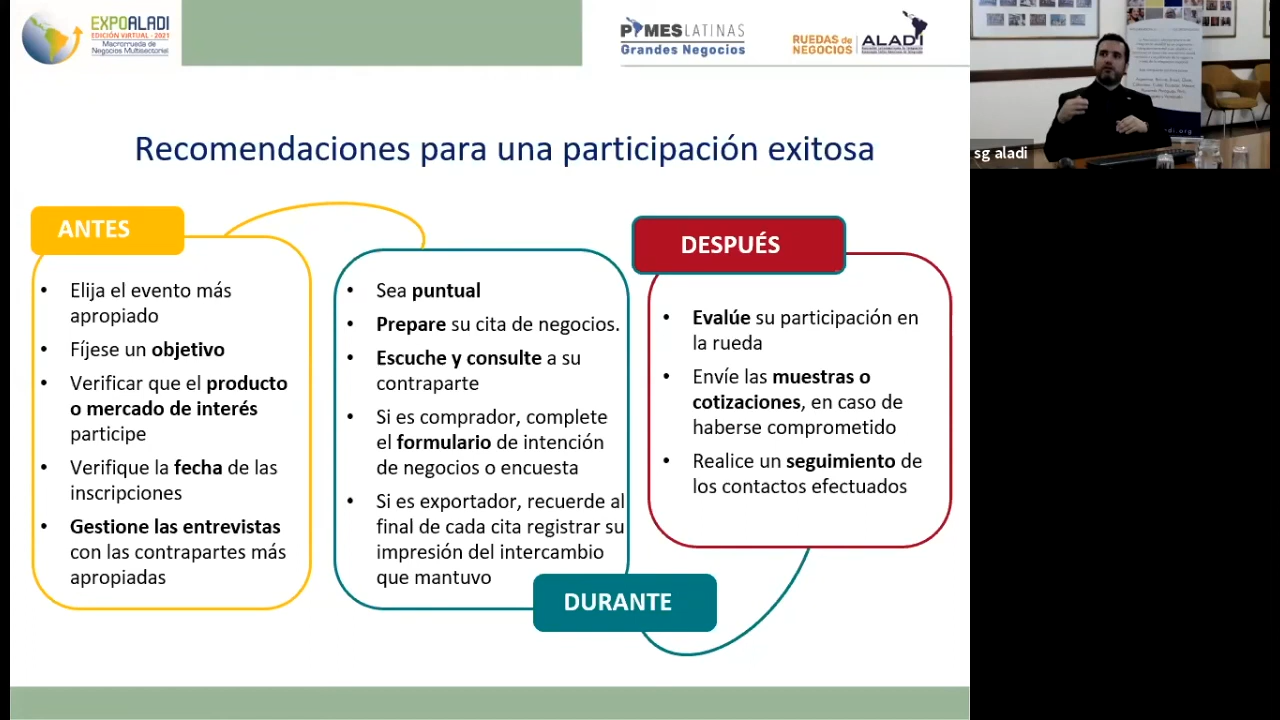 EXPOALADI
EDICIÓN VIRTUAL - 2021
Macrorrueda de
Negocios Multisectorial
PYMESLATINAS
Grandes Negocios
RUEDAS de
NEGOCIOS
ALADI
Recomendaciones para una participación exitosa
ANTES
• Elija el evento más
apropiado
• Fíjese un objetivo
• Verificar que el producto
o mercado de interés
participe
• Verifique la fecha de las
inscripciones
• Gestione las entrevistas
con las contrapartes más
apropiadas
• Sea puntual
• Prepare su cita de negocios.
• Escuche y consulte a su
contraparte
• Si es comprador, complete
el formulario de intención
de negocios o encuesta
• Si es exportador, recuerde al
final de cada cita registrar su
impresión del intercambio
que mantuvo
DURANTE
DESPUÉS
• Evalúe su participación en
la rueda
• Envíe las muestras o
cotizaciones, en caso de
haberse comprometido
• Realice un seguimiento de
los contactos efectuados
sg aladi